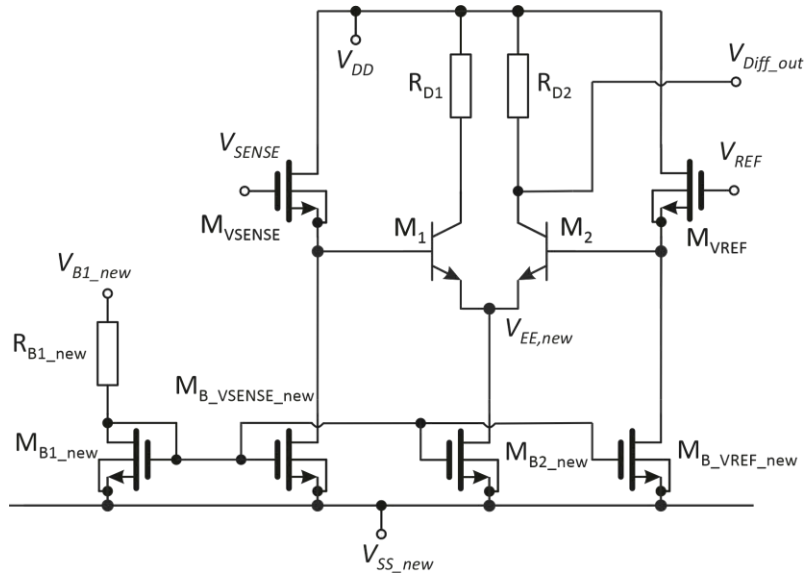 V_DD
R_D1
R_D2
V_Diff_out
V_SENSE
V_REF
M_VSENSE
M_1
M_2
M_VREF
V_B1_new
V_EE,new
R_B1_new
M_B_VSENSE_new
M_B1_new
M_B2_new
M_B_VREF_new
V_SS_new